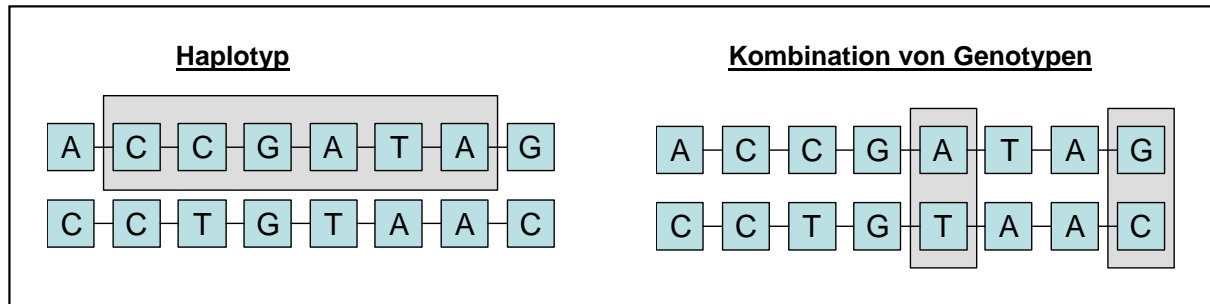 Haplotyp
A C C G A T A G
C C T G T A A C
Kombination von Genotypen
A C C G A T A G
C C T G T A A C